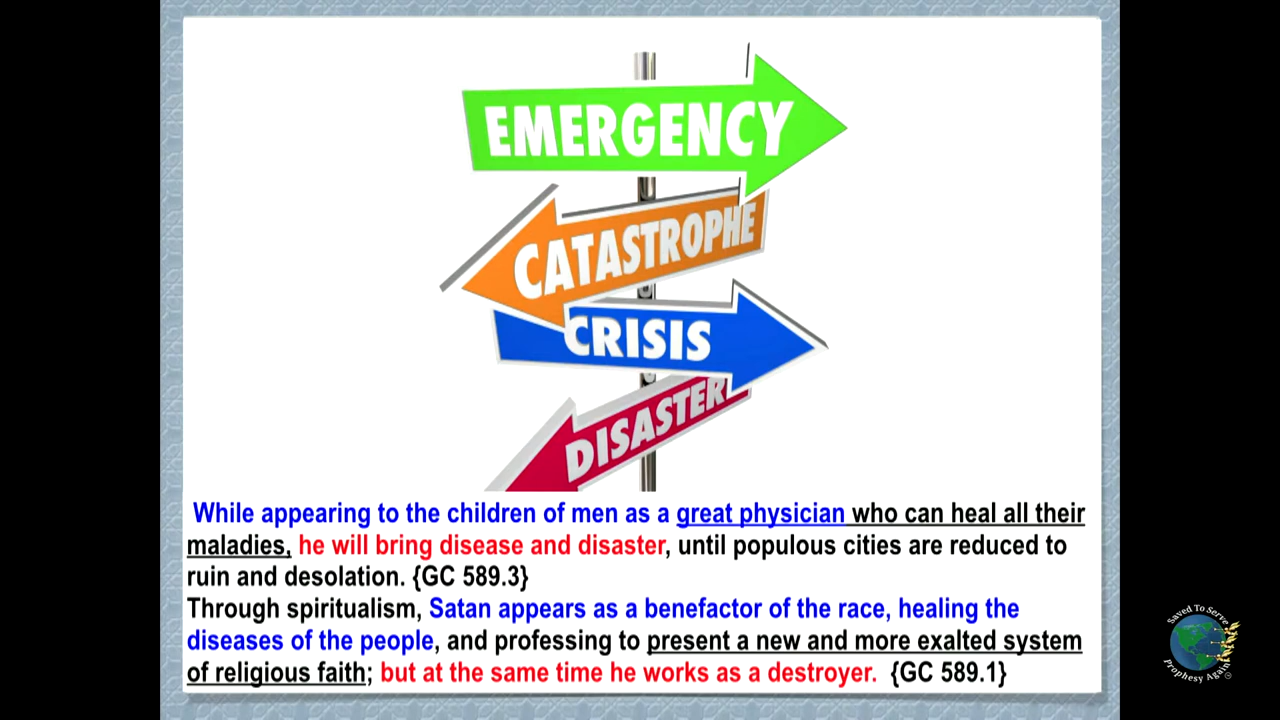 EMERGENCY
CATASTROPHE
CRISIS
DISASTER
While appearing to the children of men as a great physician who can heal all their
maladies, he will bring disease and disaster, until populous cities are reduced to
ruin and desolation. {GC 589.3}
Through spiritualism, Satan appears as a benefactor of the race, healing the
diseases of the people, and professing to present a new and more exalted system
of religious faith; but at the same time he works as a destroyer. {GC 589.1}
Saved To Serve
Prophesy Again